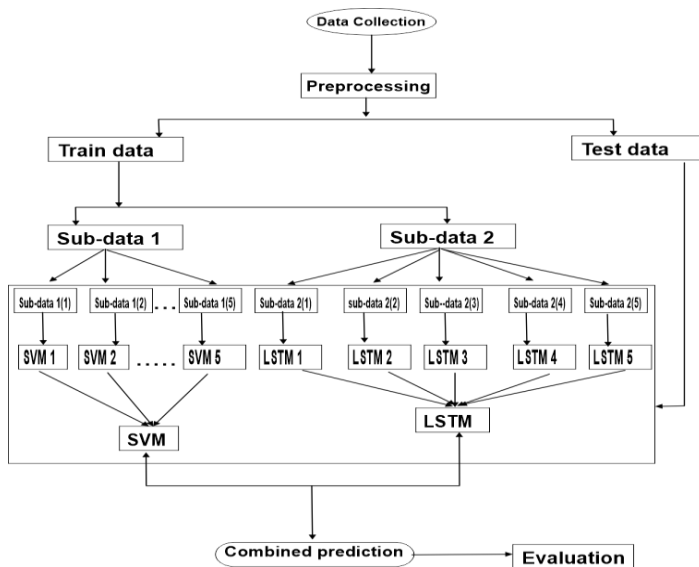 Data Collection
Preprocessing
Train data
Test data
Sub-data 1
Sub-data 2
Sub-data 1(1)
Sub-data 1(2)
....
Sub-data 1(5)
Sub-data 2(1)
sub-data 2(2)
Sub--data 2(3)
Sub-data 2(4)
Sub-data 2(5)
SVM 1
SVM 2
.....
SVM 5
LSTM 1
LSTM 2
LSTM 3
LSTM 4
LSTM 5
SVM
LSTM
Combined prediction
Evaluation